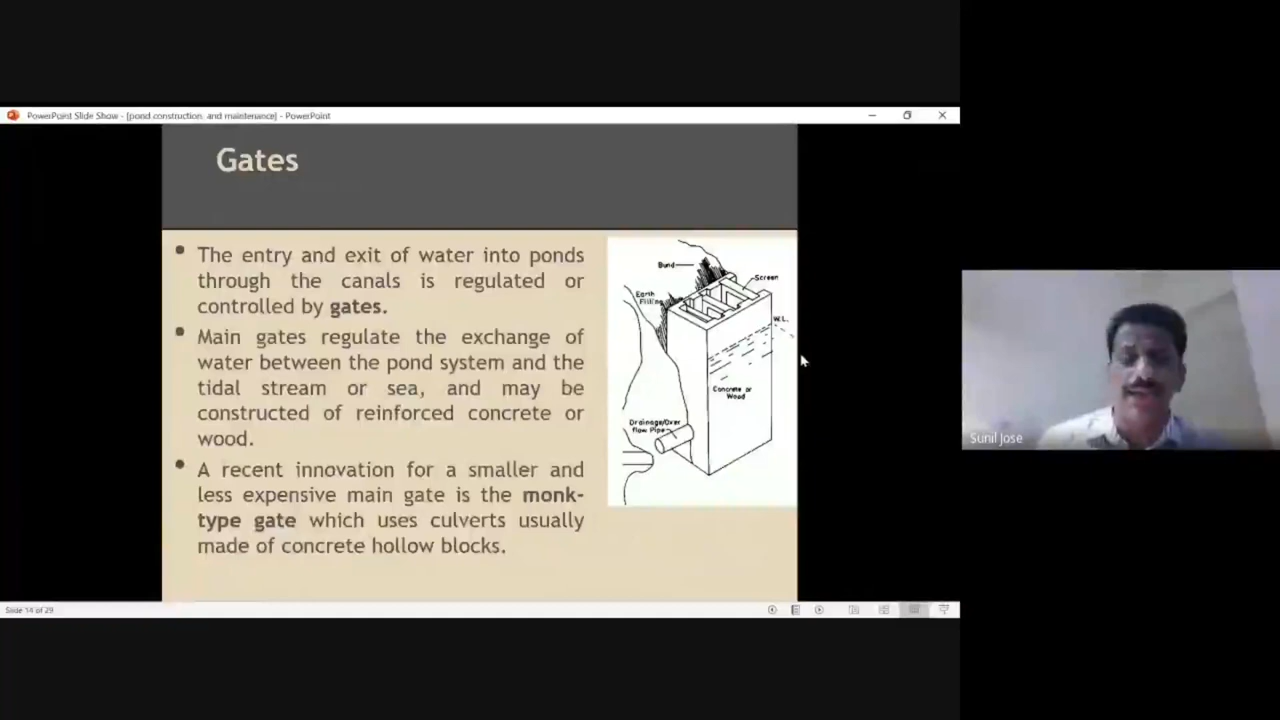 PowerPoint Slide Show - [pond construction and maintenance] - PowerPoint
Gates
• The entry and exit of water into ponds
through the canals is regulated or
controlled by gates.
• Main gates regulate the exchange of
water between the pond system and the
tidal stream or sea, and may be
constructed of reinforced concrete or
wood.
• A recent innovation for a smaller and
less expensive main gate is the monk-
type gate which uses culverts usually
made of concrete hollow blocks.
Bund
Screen
Earth
Filling
W.L.
Concrete or
Wood
Drainage/Over
flow Pipe
Sunil Jose
Slide 14 of 29